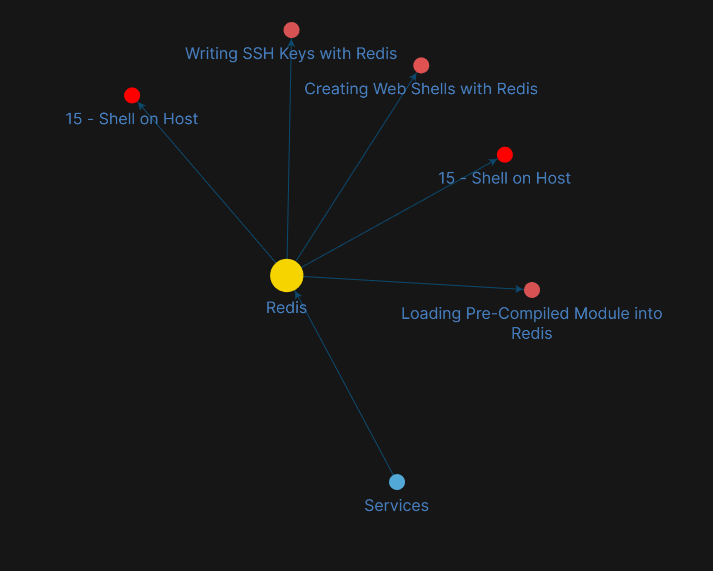 Writing SSH Keys with Redis
Creating Web Shells with Redis
15 - Shell on Host
15 - Shell on Host
Redis
Loading Pre-Compiled Module into
Redis
Services